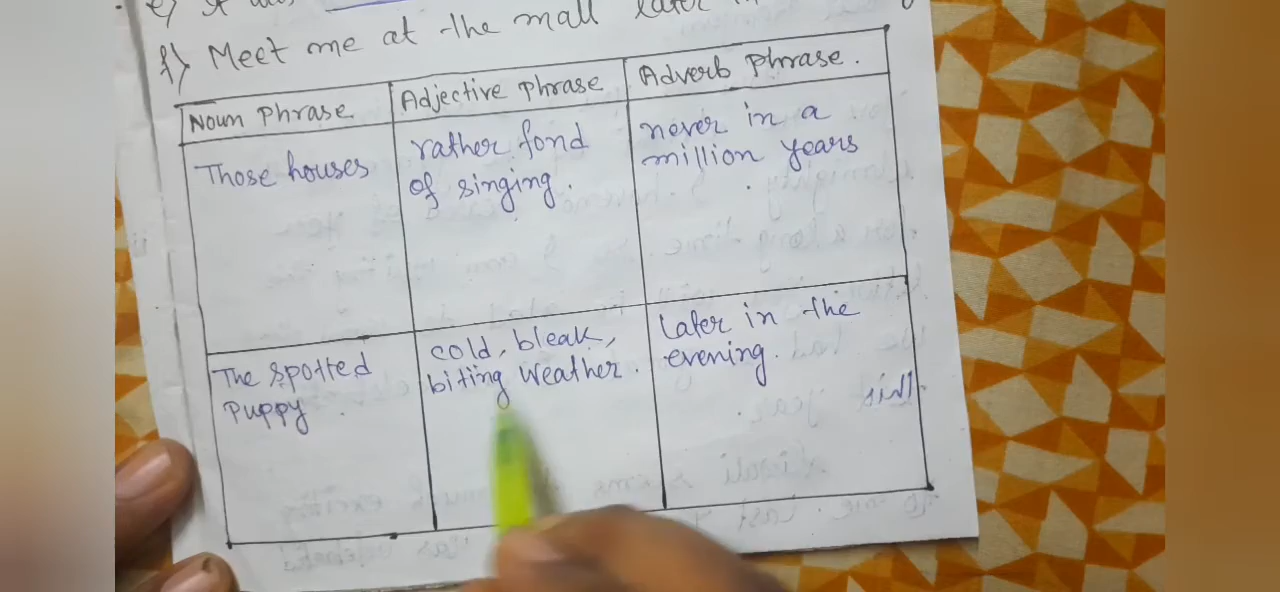 f) Meet me at the mall later
Noun Phrase
Adjective Phrase
Adverb Phrase.
Those houses
rather fond
of singing.
never in a
million years
The spotted
Puppy
cold, bleak,
biting weather.
Later in the
evening.